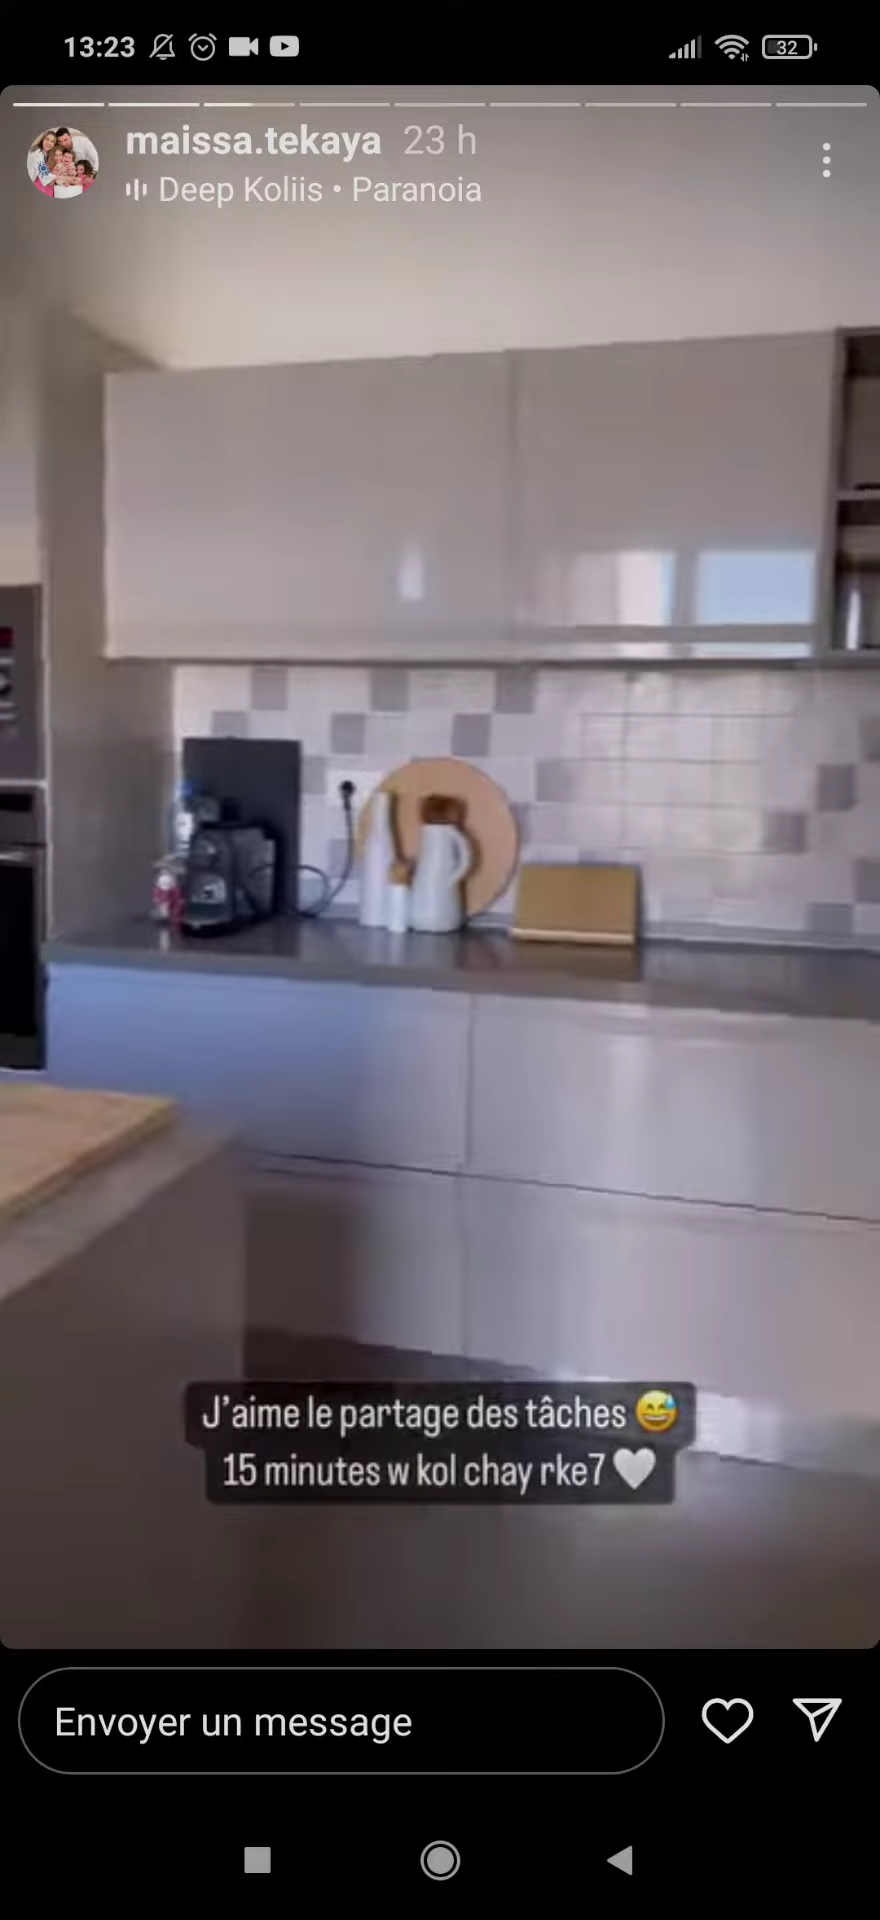 13:23
32
maissa.tekaya 23 h
Deep Koliis • Paranoia
J'aime le partage des tâches 😅
15 minutes w kol chay rke7 🤍
Envoyer un message